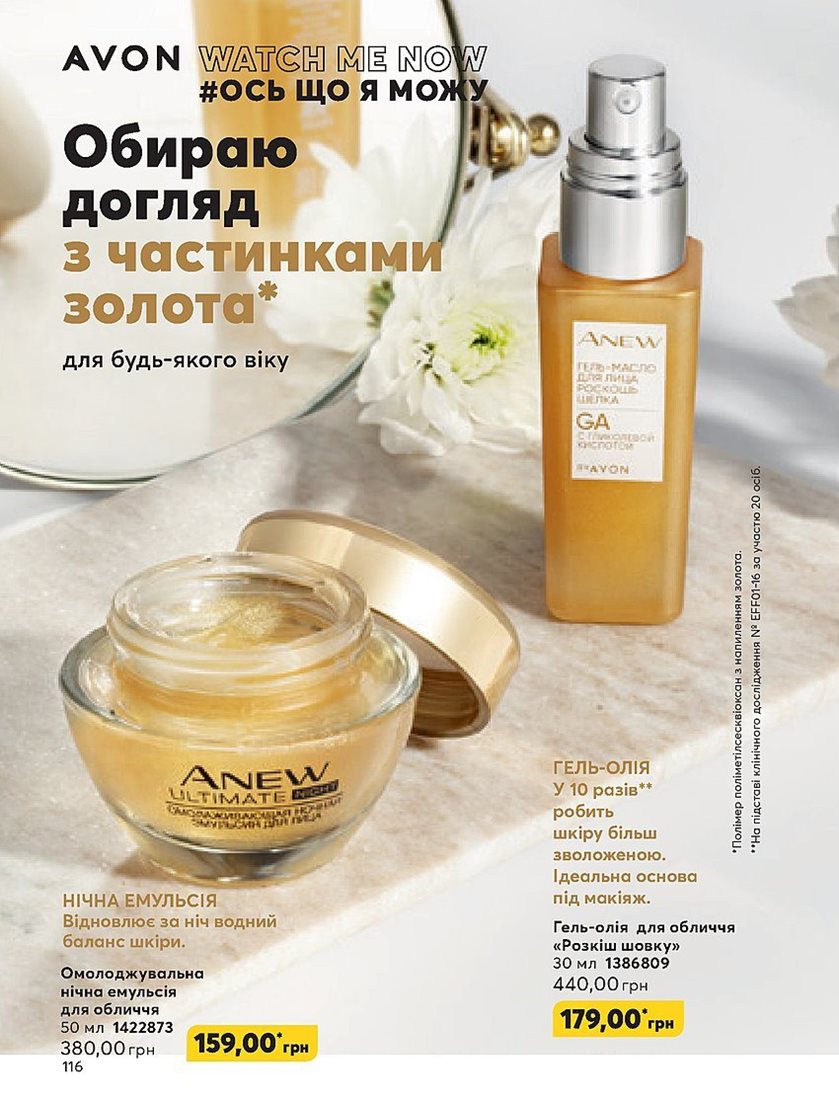 AVON WATCH ME NOW
#ОСЬ ЩО Я МОЖУ
Обираю
догляд
з частинками
золота*
для будь-якого віку
ANEW
ГЕЛЬ-МАСЛО
ДЛЯ ЛИЦА
РОСКОШЬ
ШЕЛКА
GA
С ГЛИКОЛЕВОЙ
КИСЛОТОЙ
BY AVON
*Полімер поліметілсесквіоксан з напиленням золота.
**На підставі клінічного дослідження № EFF01-16 за участю 20 осіб.
ANEW
ULTIMATE NIGHT
ОМОЛАЖИВАЮЩАЯ НОЧНАЯ
ЭМУЛЬСИЯ ДЛЯ ЛИЦА
НІЧНА ЕМУЛЬСІЯ
Відновлює за ніч водний
баланс шкіри.
Омолоджувальна
нічна емульсія
для обличчя
50 мл 1422873
380,00 грн
159,00* грн
ГЕЛЬ-ОЛІЯ
У 10 разів**
робить
шкіру більш
зволоженою.
Ідеальна основа
під макіяж.
Гель-олія для обличчя
«Розкіш шовку»
30 мл 1386809
440,00 грн
179,00* грн
116